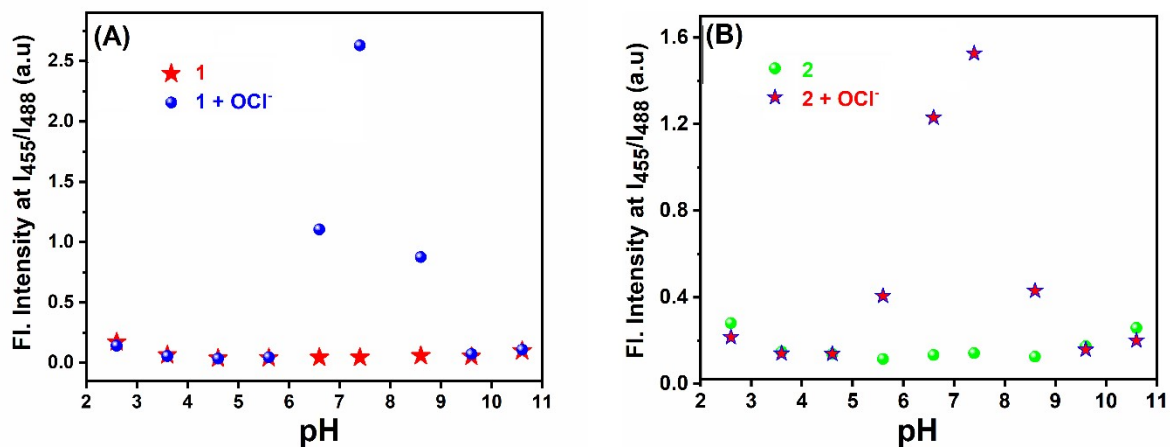 (A)
1
1 + OCl⁻
Fl. Intensity at I₄₅₅/I₄₈₈ (a.u)
2.5
2.0
1.5
1.0
0.5
0.0
2 3 4 5 6 7 8 9 10 11
pH
(B)
2
2 + OCl⁻
Fl. Intensity at I₄₅₅/I₄₈₈ (a.u)
1.6
1.2
0.8
0.4
0.0
2 3 4 5 6 7 8 9 10 11
pH